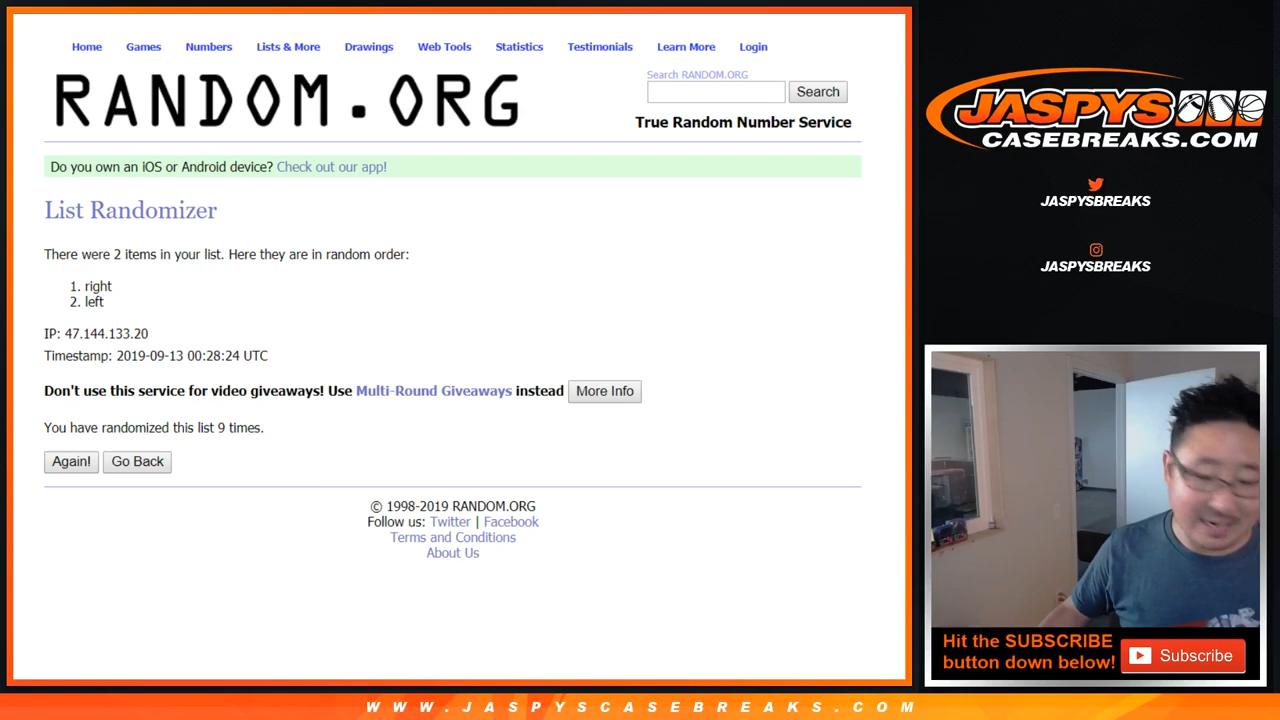 Home Games Numbers Lists & More Drawings Web Tools Statistics Testimonials Learn More Login
RANDOM.ORG
Search RANDOM.ORG
Search
True Random Number Service
Do you own an iOS or Android device? Check out our app!
List Randomizer
There were 2 items in your list. Here they are in random order:
1. right
2. left
IP: 47.144.133.20
Timestamp: 2019-09-13 00:28:24 UTC
Don't use this service for video giveaways! Use Multi-Round Giveaways instead More Info
You have randomized this list 9 times.
Again! Go Back
© 1998-2019 RANDOM.ORG
Follow us: Twitter | Facebook
Terms and Conditions
About Us
JASPYS
CASEBREAKS.COM
JASPYSBREAKS
JASPYSBREAKS
Hit the SUBSCRIBE
button down below!
Subscribe
WWW.JASPYSCASEBREAKS.COM